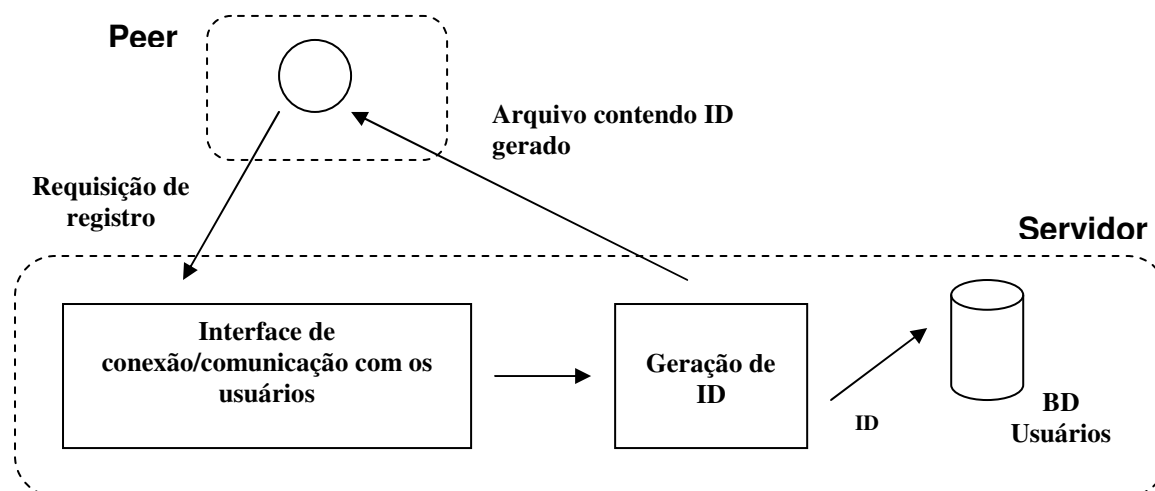 Peer
Arquivo contendo ID
gerado
Requisição de
registro
Servidor
Interface de
conexão/comunicação com os
usuários
Geração de
ID
ID
BD
Usuários